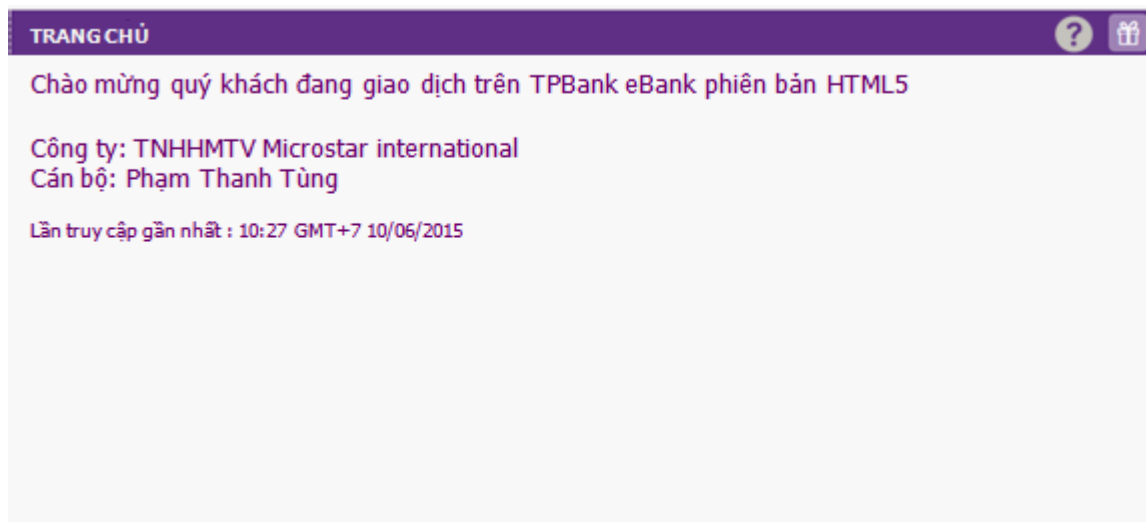 TRANG CHỦ
Chào mừng quý khách đang giao dịch trên TPBank eBank phiên bản HTML5
Công ty: TNHHMTV Microstar international
Cán bộ: Phạm Thanh Tùng
Lần truy cập gần nhất : 10:27 GMT+7 10/06/2015